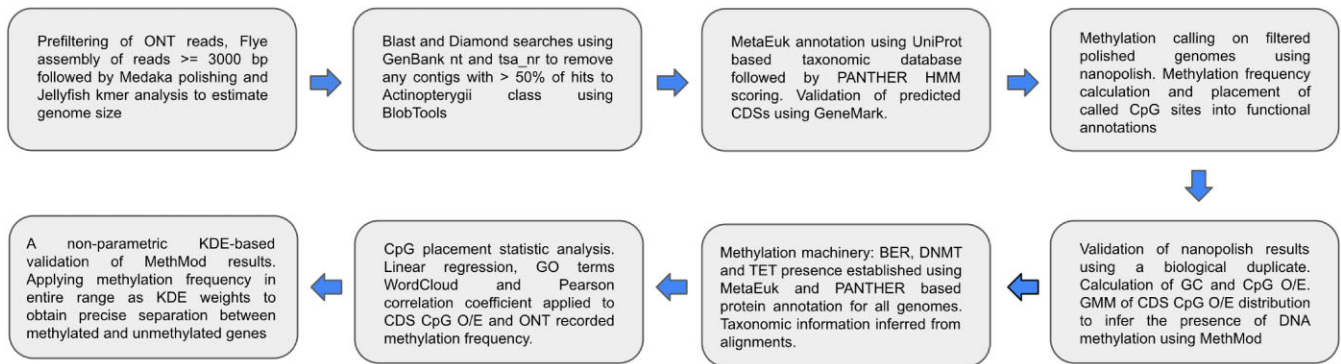 Prefiltering of ONT reads, Flye
assembly of reads >= 3000 bp
followed by Medaka polishing and
Jellyfish kmer analysis to estimate
genome size
Blast and Diamond searches using
GenBank nt and tsa_nr to remove
any contigs with > 50% of hits to
Actinopterygii class using
BlobTools
MetaEuk annotation using UniProt
based taxonomic database
followed by PANTHER HMM
scoring. Validation of predicted
CDSs using GeneMark.
Methylation calling on filtered
polished genomes using
nanopolish. Methylation frequency
calculation and placement of
called CpG sites into functional
annotations
A non-parametric KDE-based
validation of MethMod results.
Applying methylation frequency in
entire range as KDE weights to
obtain precise separation between
methylated and unmethylated genes
CpG placement statistic analysis.
Linear regression, GO terms
WordCloud and Pearson
correlation coefficient applied to
CDS CpG O/E and ONT recorded
methylation frequency.
Methylation machinery: BER, DNMT
and TET presence established using
MetaEuk and PANTHER based
protein annotation for all genomes.
Taxonomic information inferred from
alignments.
Validation of nanopolish results
using a biological duplicate.
Calculation of GC and CpG O/E.
GMM of CDS CpG O/E distribution
to infer the presence of DNA
methylation using MethMod